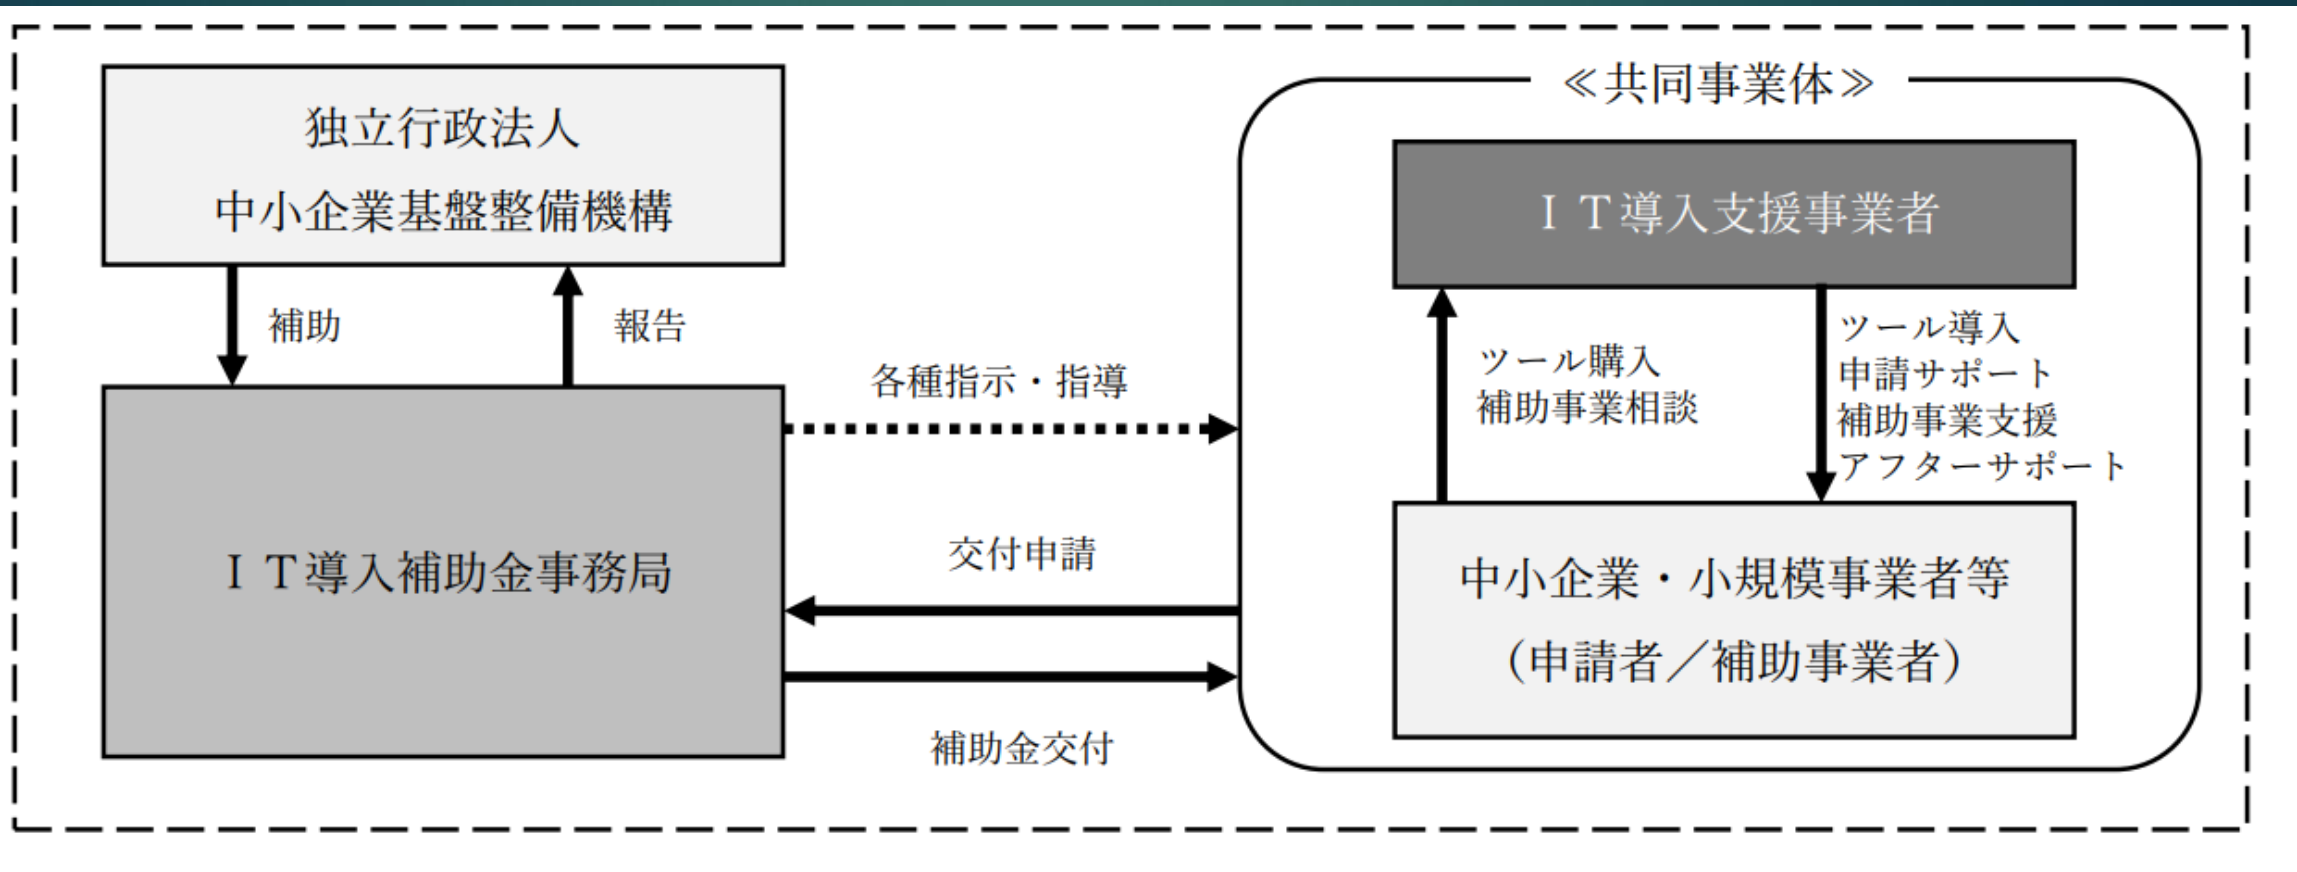 独立行政法人
中小企業基盤整備機構
補助
報告
ＩＴ導入補助金事務局
各種指示・指導
交付申請
補助金交付
≪共同事業体≫
ＩＴ導入支援事業者
ツール購入
補助事業相談
ツール導入
申請サポート
補助事業支援
アフターサポート
中小企業・小規模事業者等
（申請者／補助事業者）